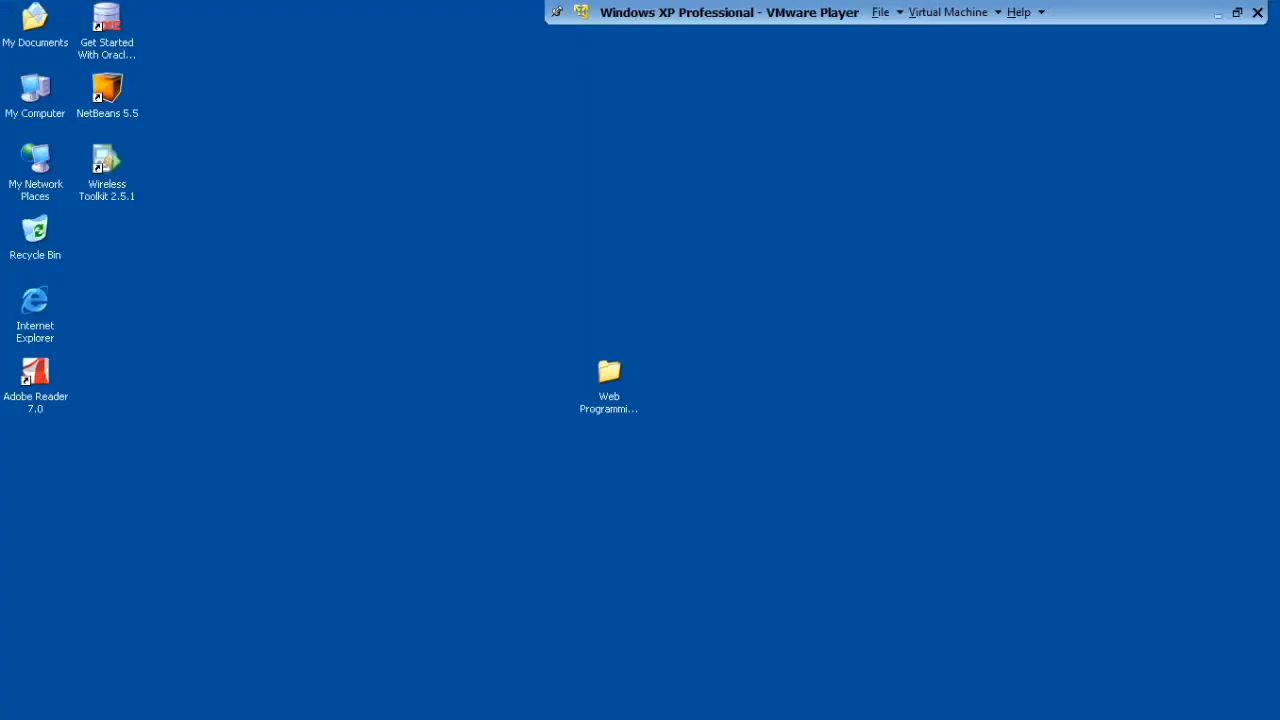 Windows XP Professional - VMware Player File Virtual Machine Help
My Documents
Get Started
With Oracl...
My Computer
NetBeans 5.5
My Network
Places
Wireless
Toolkit 2.5.1
Recycle Bin
Internet
Explorer
Adobe Reader
7.0
Web
Programmi...